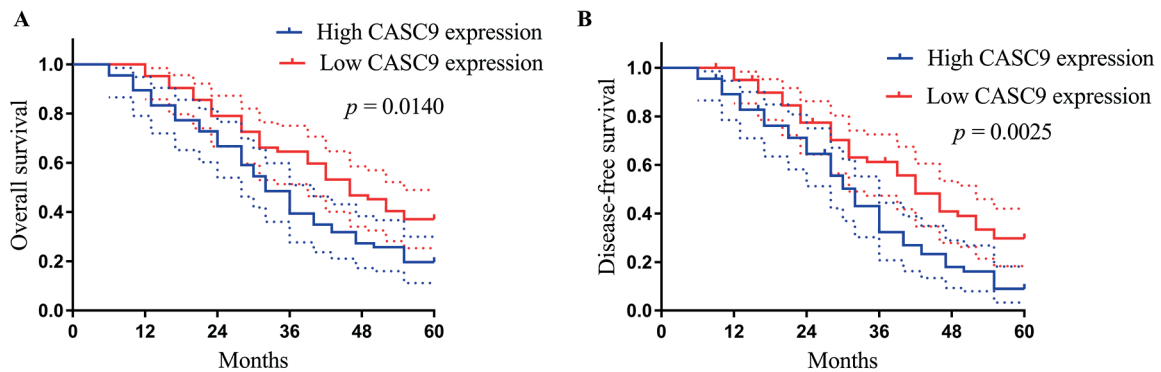 A
High CASC9 expression
Low CASC9 expression
p = 0.0140
Overall survival
1.0
0.8
0.6
0.4
0.2
0.0
0 12 24 36 48 60
Months
B
High CASC9 expression
Low CASC9 expression
p = 0.0025
Disease-free survival
1.0
0.8
0.6
0.4
0.2
0.0
0 12 24 36 48 60
Months